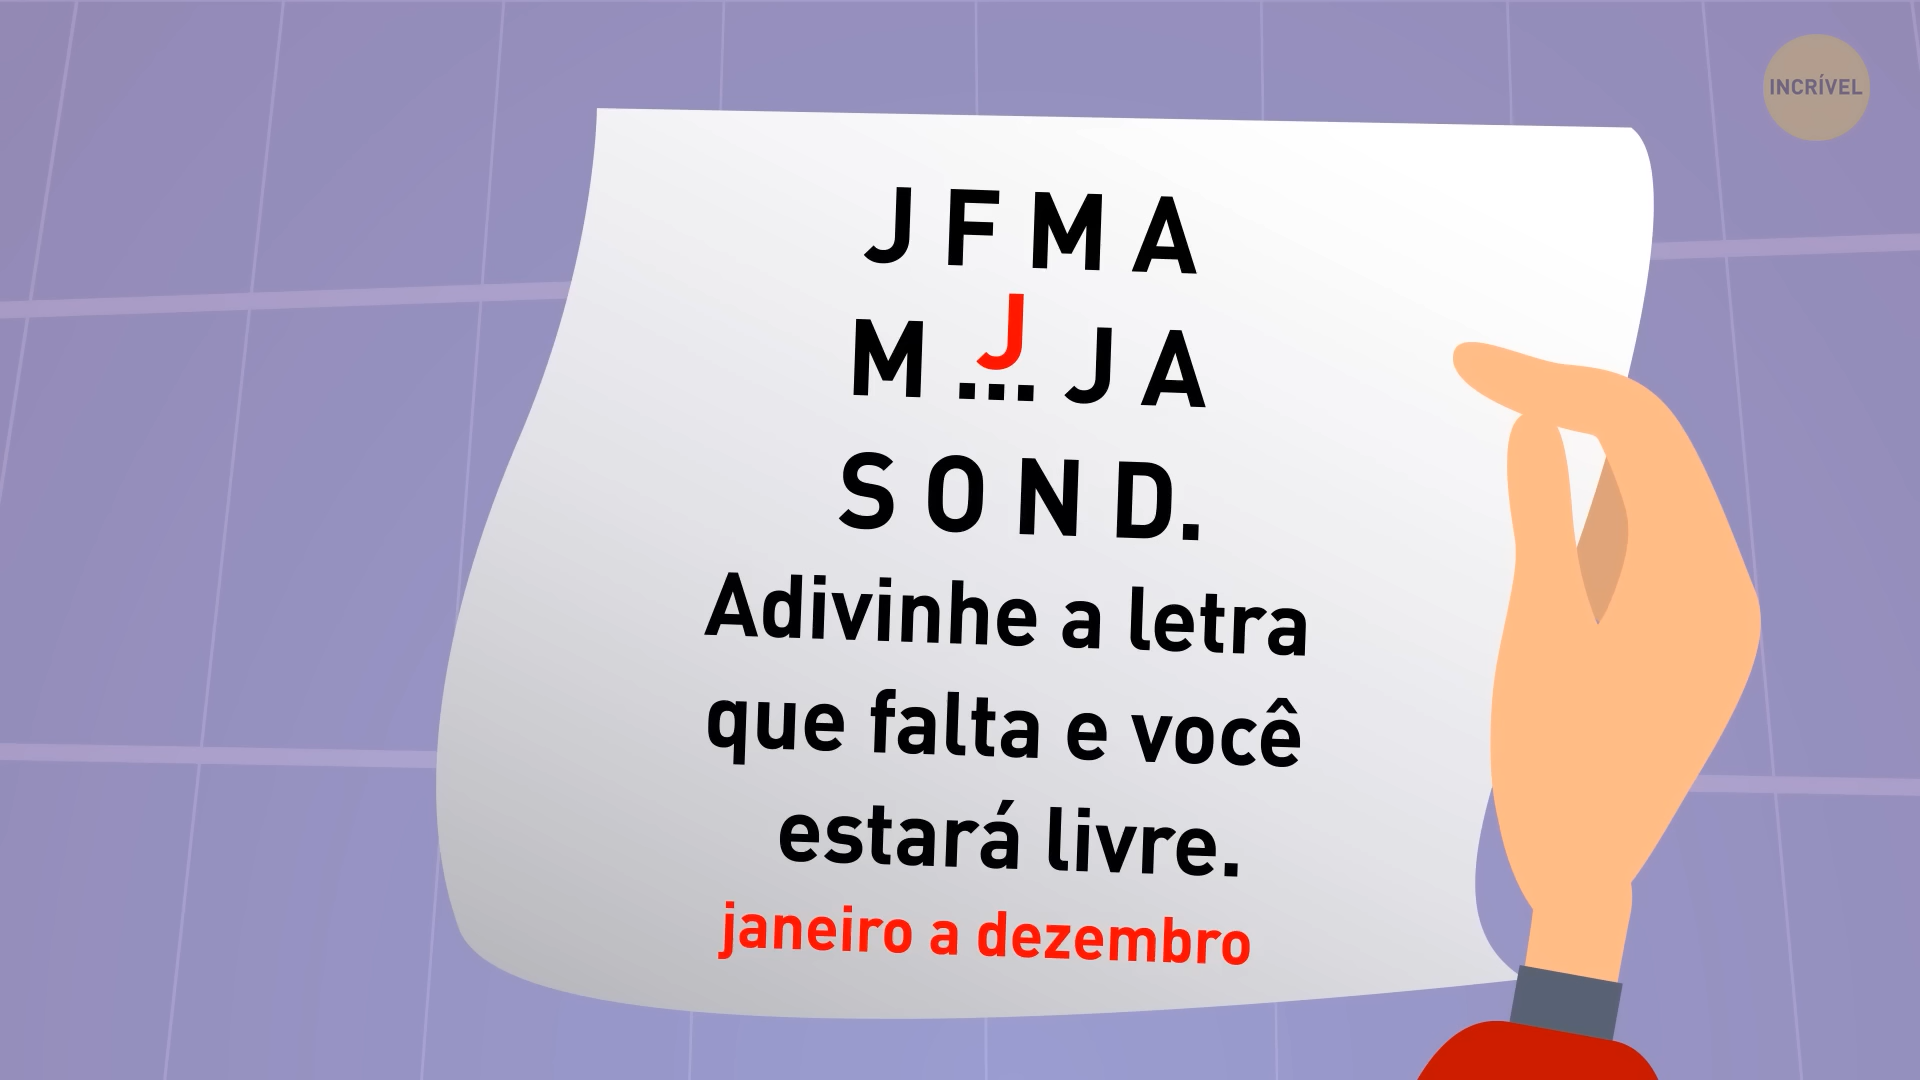 INCRÍVEL
J F M A
M ... J J A
S O N D.
Adivinhe a letra
que falta e você
estará livre.
janeiro a dezembro